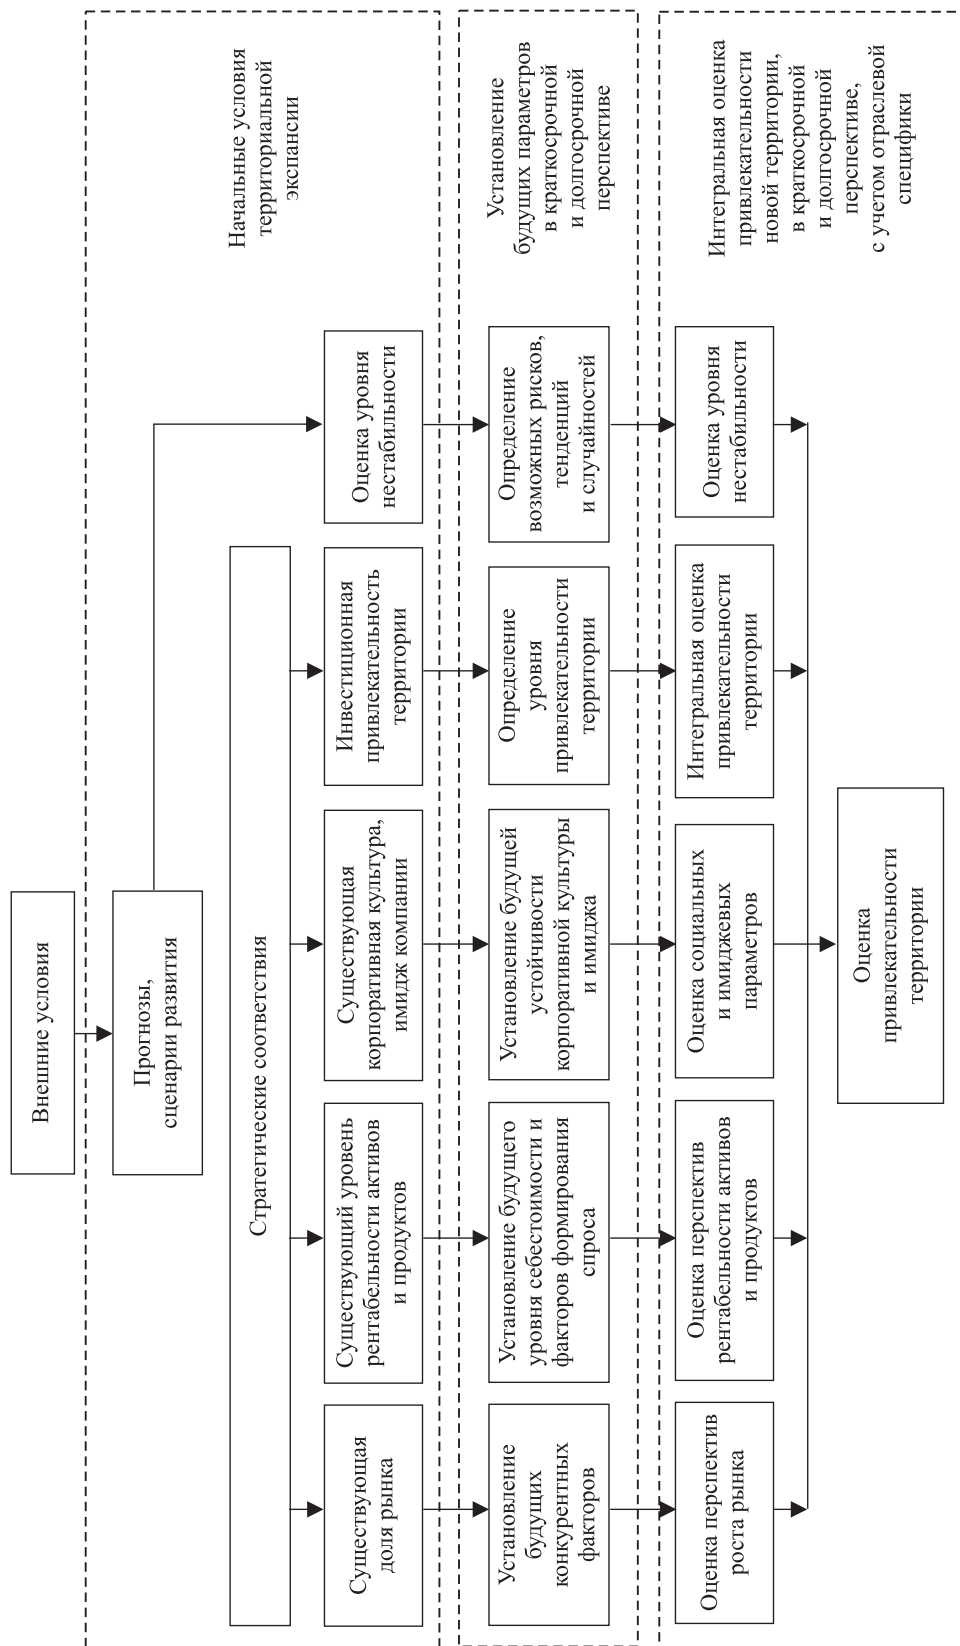 Внешние условия
Прогнозы,
сценарии развития
Начальные условия
территориальной
экспансии
Стратегические соответствия
Существующая
доля рынка
Существующий уровень
рентабельности активов
и продуктов
Существующая
корпоративная культура,
имидж компании
Инвестиционная
привлекательность
территории
Оценка уровня
нестабильности
Установление
будущих
конкурентных
факторов
Установление будущего
уровня себестоимости и
факторов формирования
спроса
Установление будущей
устойчивости
корпоративной культуры
и имиджа
Определение
уровня
привлекательности
территории
Определение
возможных рисков,
тенденций
и случайностей
Установление
будущих параметров
в краткосрочной
и долгосрочной
перспективе
Оценка перспектив
роста рынка
Оценка перспектив
рентабельности активов
и продуктов
Оценка социальных
и имиджевых
параметров
Интегральная оценка
привлекательности
территории
Оценка уровня
нестабильности
Интегральная оценка
привлекательности
новой территории,
в краткосрочной
и долгосрочной
перспективе,
с учетом отраслевой
специфики
Оценка
привлекательности
территории